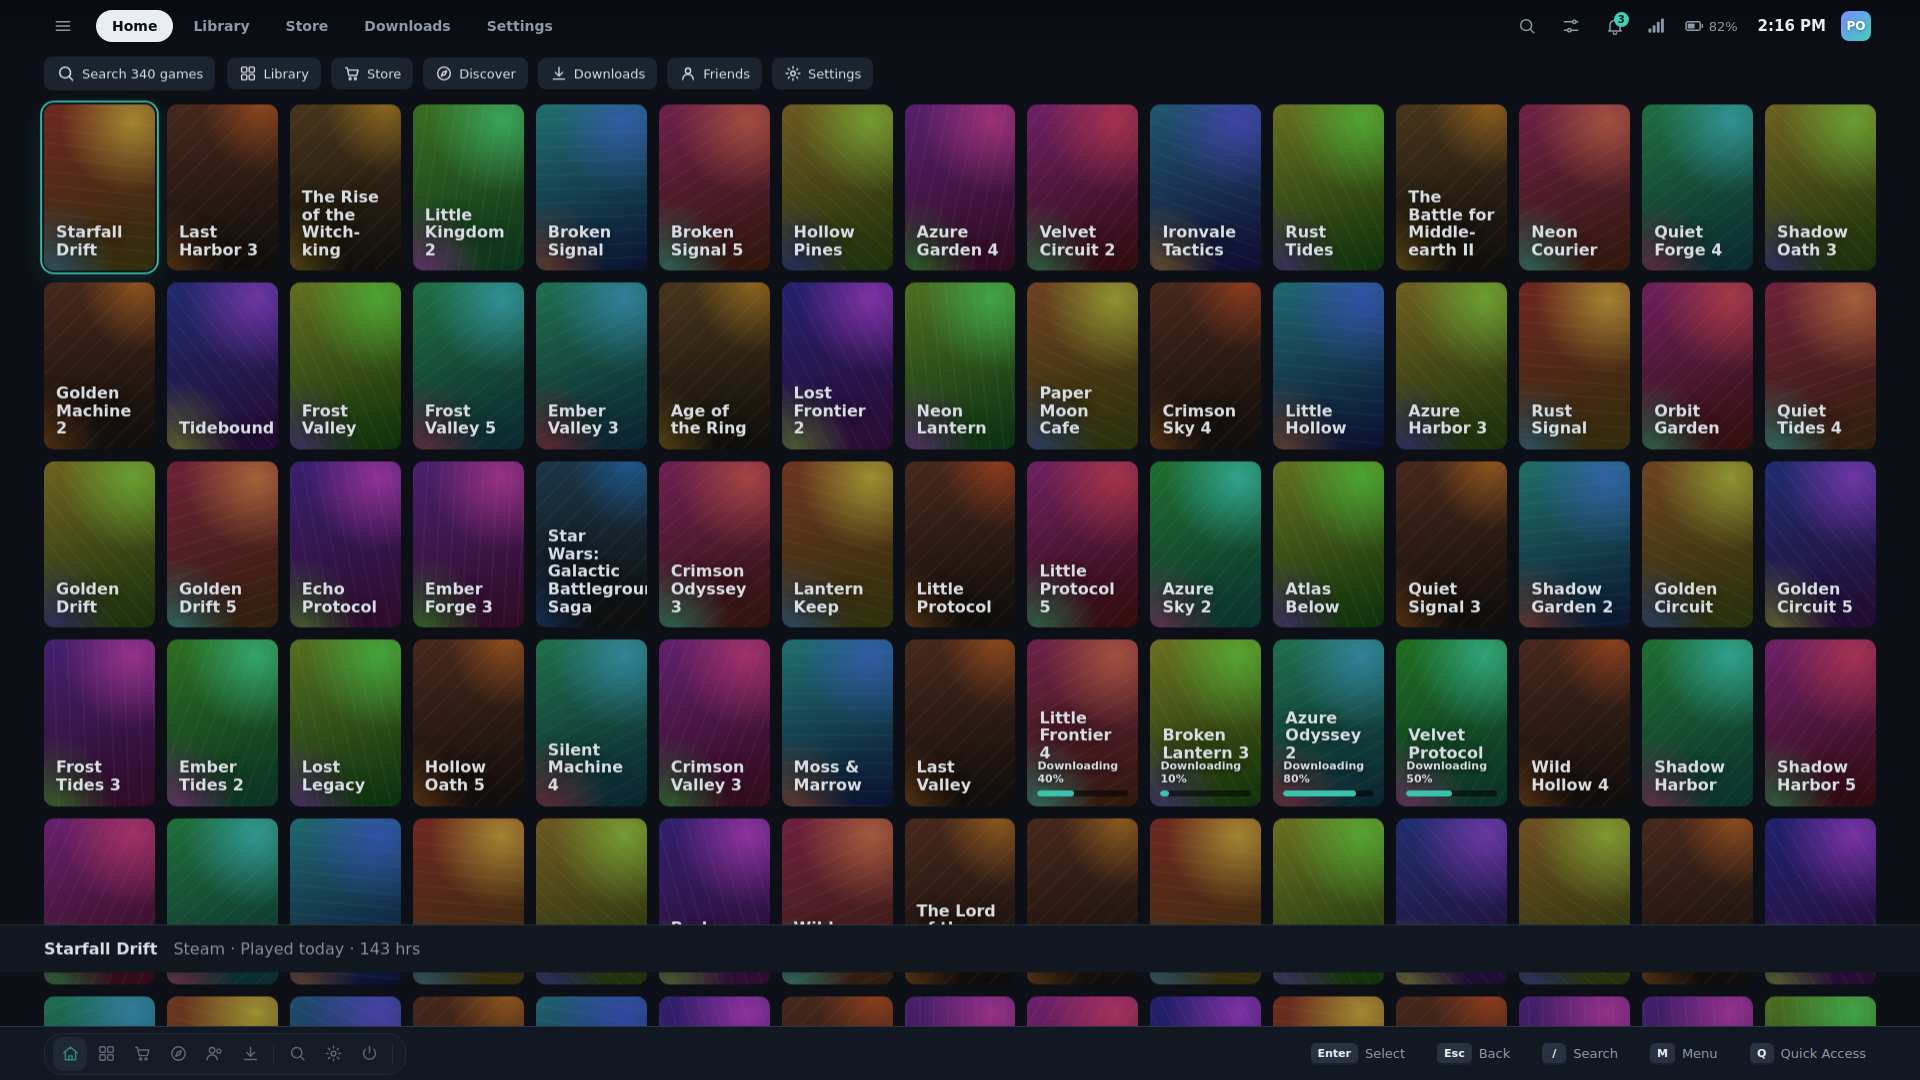 Home Library Store Downloads Settings 3 82% 2:16 PM PO
Search 340 games Library Store Discover Downloads Friends Settings
Starfall Drift
Last Harbor 3
The Rise of the Witch-king
Little Kingdom 2
Broken Signal
Broken Signal 5
Hollow Pines
Azure Garden 4
Velvet Circuit 2
Ironvale Tactics
Rust Tides
The Battle for Middle-earth II
Neon Courier
Quiet Forge 4
Shadow Oath 3
Golden Machine 2
Tidebound
Frost Valley
Frost Valley 5
Ember Valley 3
Age of the Ring
Lost Frontier 2
Neon Lantern
Paper Moon Cafe
Crimson Sky 4
Little Hollow
Azure Harbor 3
Rust Signal
Orbit Garden
Quiet Tides 4
Golden Drift
Golden Drift 5
Echo Protocol
Ember Forge 3
Star Wars: Galactic Battlegrour Saga
Crimson Odyssey 3
Lantern Keep
Little Protocol
Little Protocol 5
Azure Sky 2
Atlas Below
Quiet Signal 3
Shadow Garden 2
Golden Circuit
Golden Circuit 5
Frost Tides 3
Ember Tides 2
Lost Legacy
Hollow Oath 5
Silent Machine 4
Crimson Valley 3
Moss & Marrow
Last Valley
Little Frontier 4
Downloading 40%
Broken Lantern 3
Downloading 10%
Azure Odyssey 2
Downloading 80%
Velvet Protocol
Downloading 50%
Wild Hollow 4
Shadow Harbor
Shadow Harbor 5
The Lord
Starfall Drift Steam · Played today · 143 hrs
Enter Select Esc Back / Search M Menu Q Quick Access